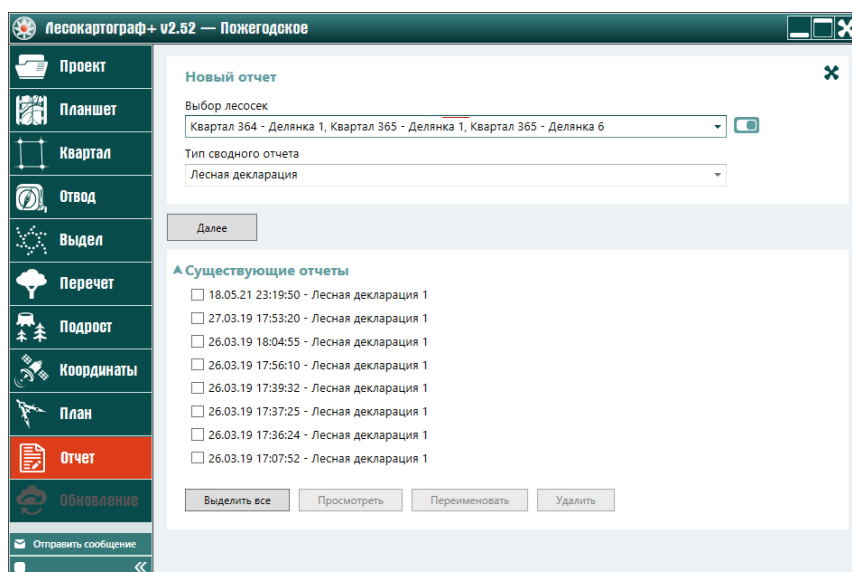 Лесокартограф+ v2.52 — Пожегодское
Проект
Планшет
Квартал
Отвод
Выдел
Перечет
Подрост
Координаты
План
Отчет
Обновление
Отправить сообщение
Новый отчет
Выбор лесосек
Квартал 364 - Делянка 1, Квартал 365 - Делянка 1, Квартал 365 - Делянка 6
Тип сводного отчета
Лесная декларация
Далее
Существующие отчеты
18.05.21 23:19:50 - Лесная декларация 1
27.03.19 17:53:20 - Лесная декларация 1
26.03.19 18:04:55 - Лесная декларация 1
26.03.19 17:56:10 - Лесная декларация 1
26.03.19 17:39:32 - Лесная декларация 1
26.03.19 17:37:25 - Лесная декларация 1
26.03.19 17:36:24 - Лесная декларация 1
26.03.19 17:07:52 - Лесная декларация 1
Выделить все Просмотреть Переименовать Удалить